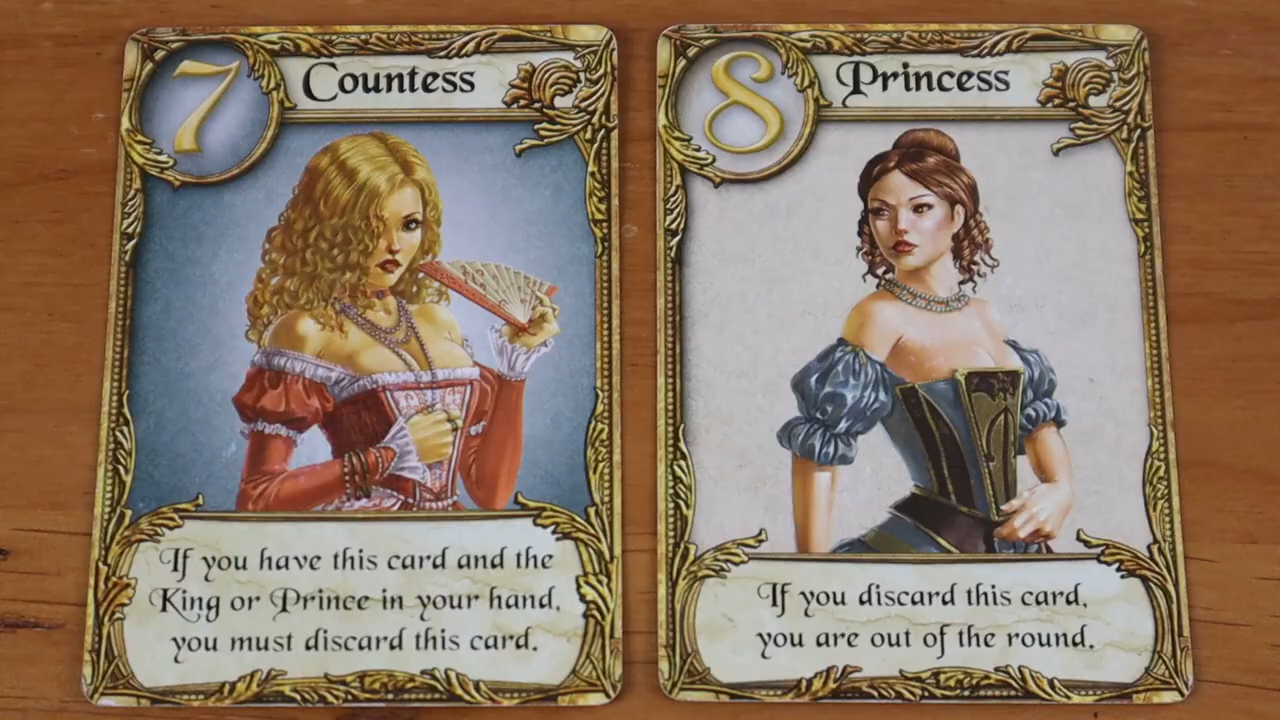 7 Countess
If you have this card and the
King or Prince in your hand,
you must discard this card.
8 Princess
If you discard this card,
you are out of the round.